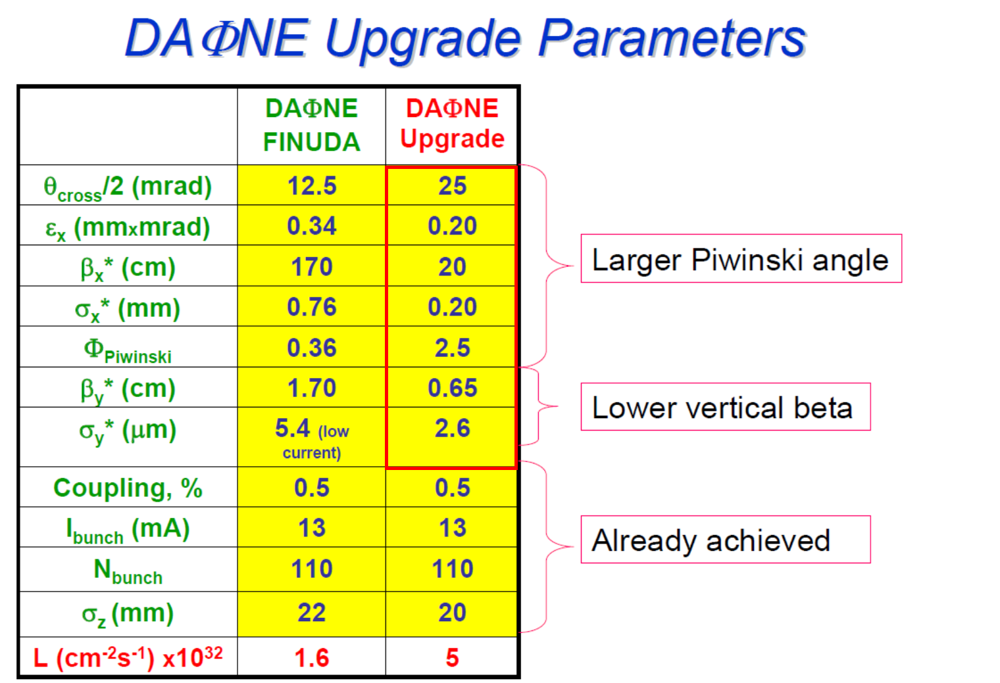 DAΦNE Upgrade Parameters
DAΦNE FINUDA DAΦNE Upgrade
θcross/2 (mrad) 12.5 25
εx (mmxmrad) 0.34 0.20
βx* (cm) 170 20
σx* (mm) 0.76 0.20
ΦPiwinski 0.36 2.5
Larger Piwinski angle
βy* (cm) 1.70 0.65
σy* (μm) 5.4 (low current) 2.6
Lower vertical beta
Coupling, % 0.5 0.5
Ibunch (mA) 13 13
Nbunch 110 110
σz (mm) 22 20
Already achieved
L (cm⁻²s⁻¹) x10³² 1.6 5